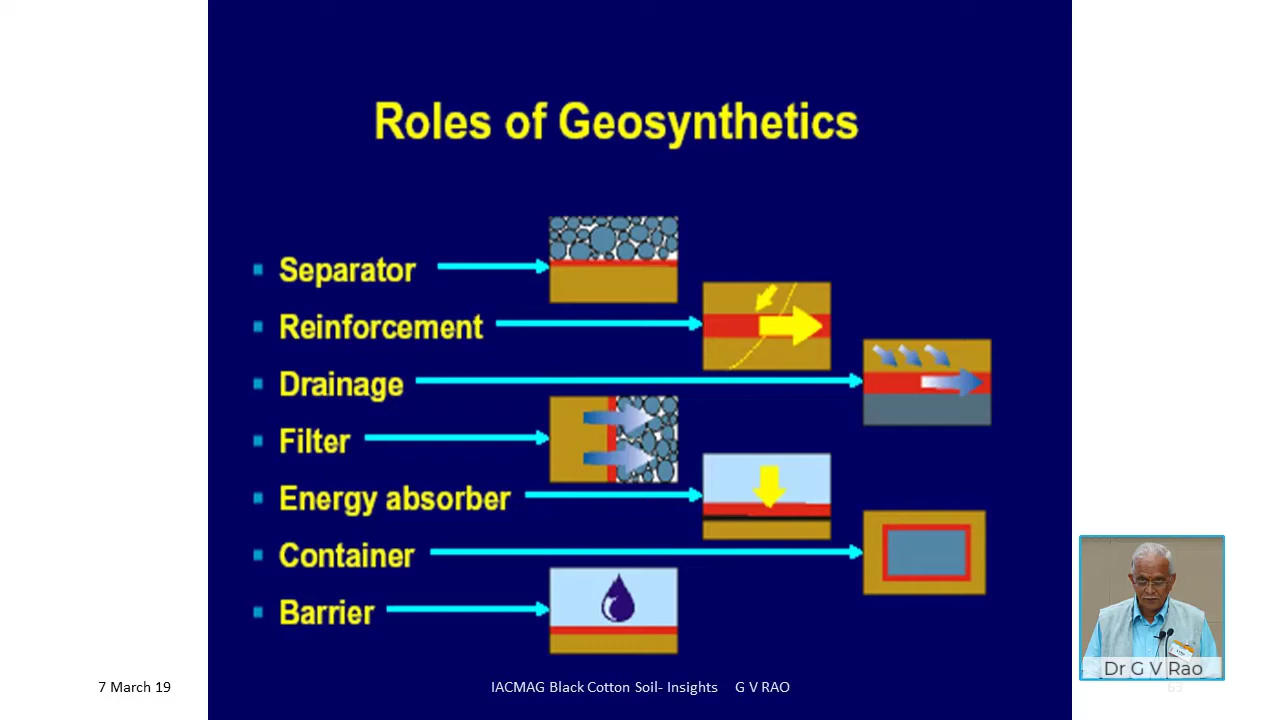 Roles of Geosynthetics
Separator
Reinforcement
Drainage
Filter
Energy absorber
Container
Barrier
Dr G V Rao
7 March 19
IACMAG Black Cotton Soil- Insights G V RAO